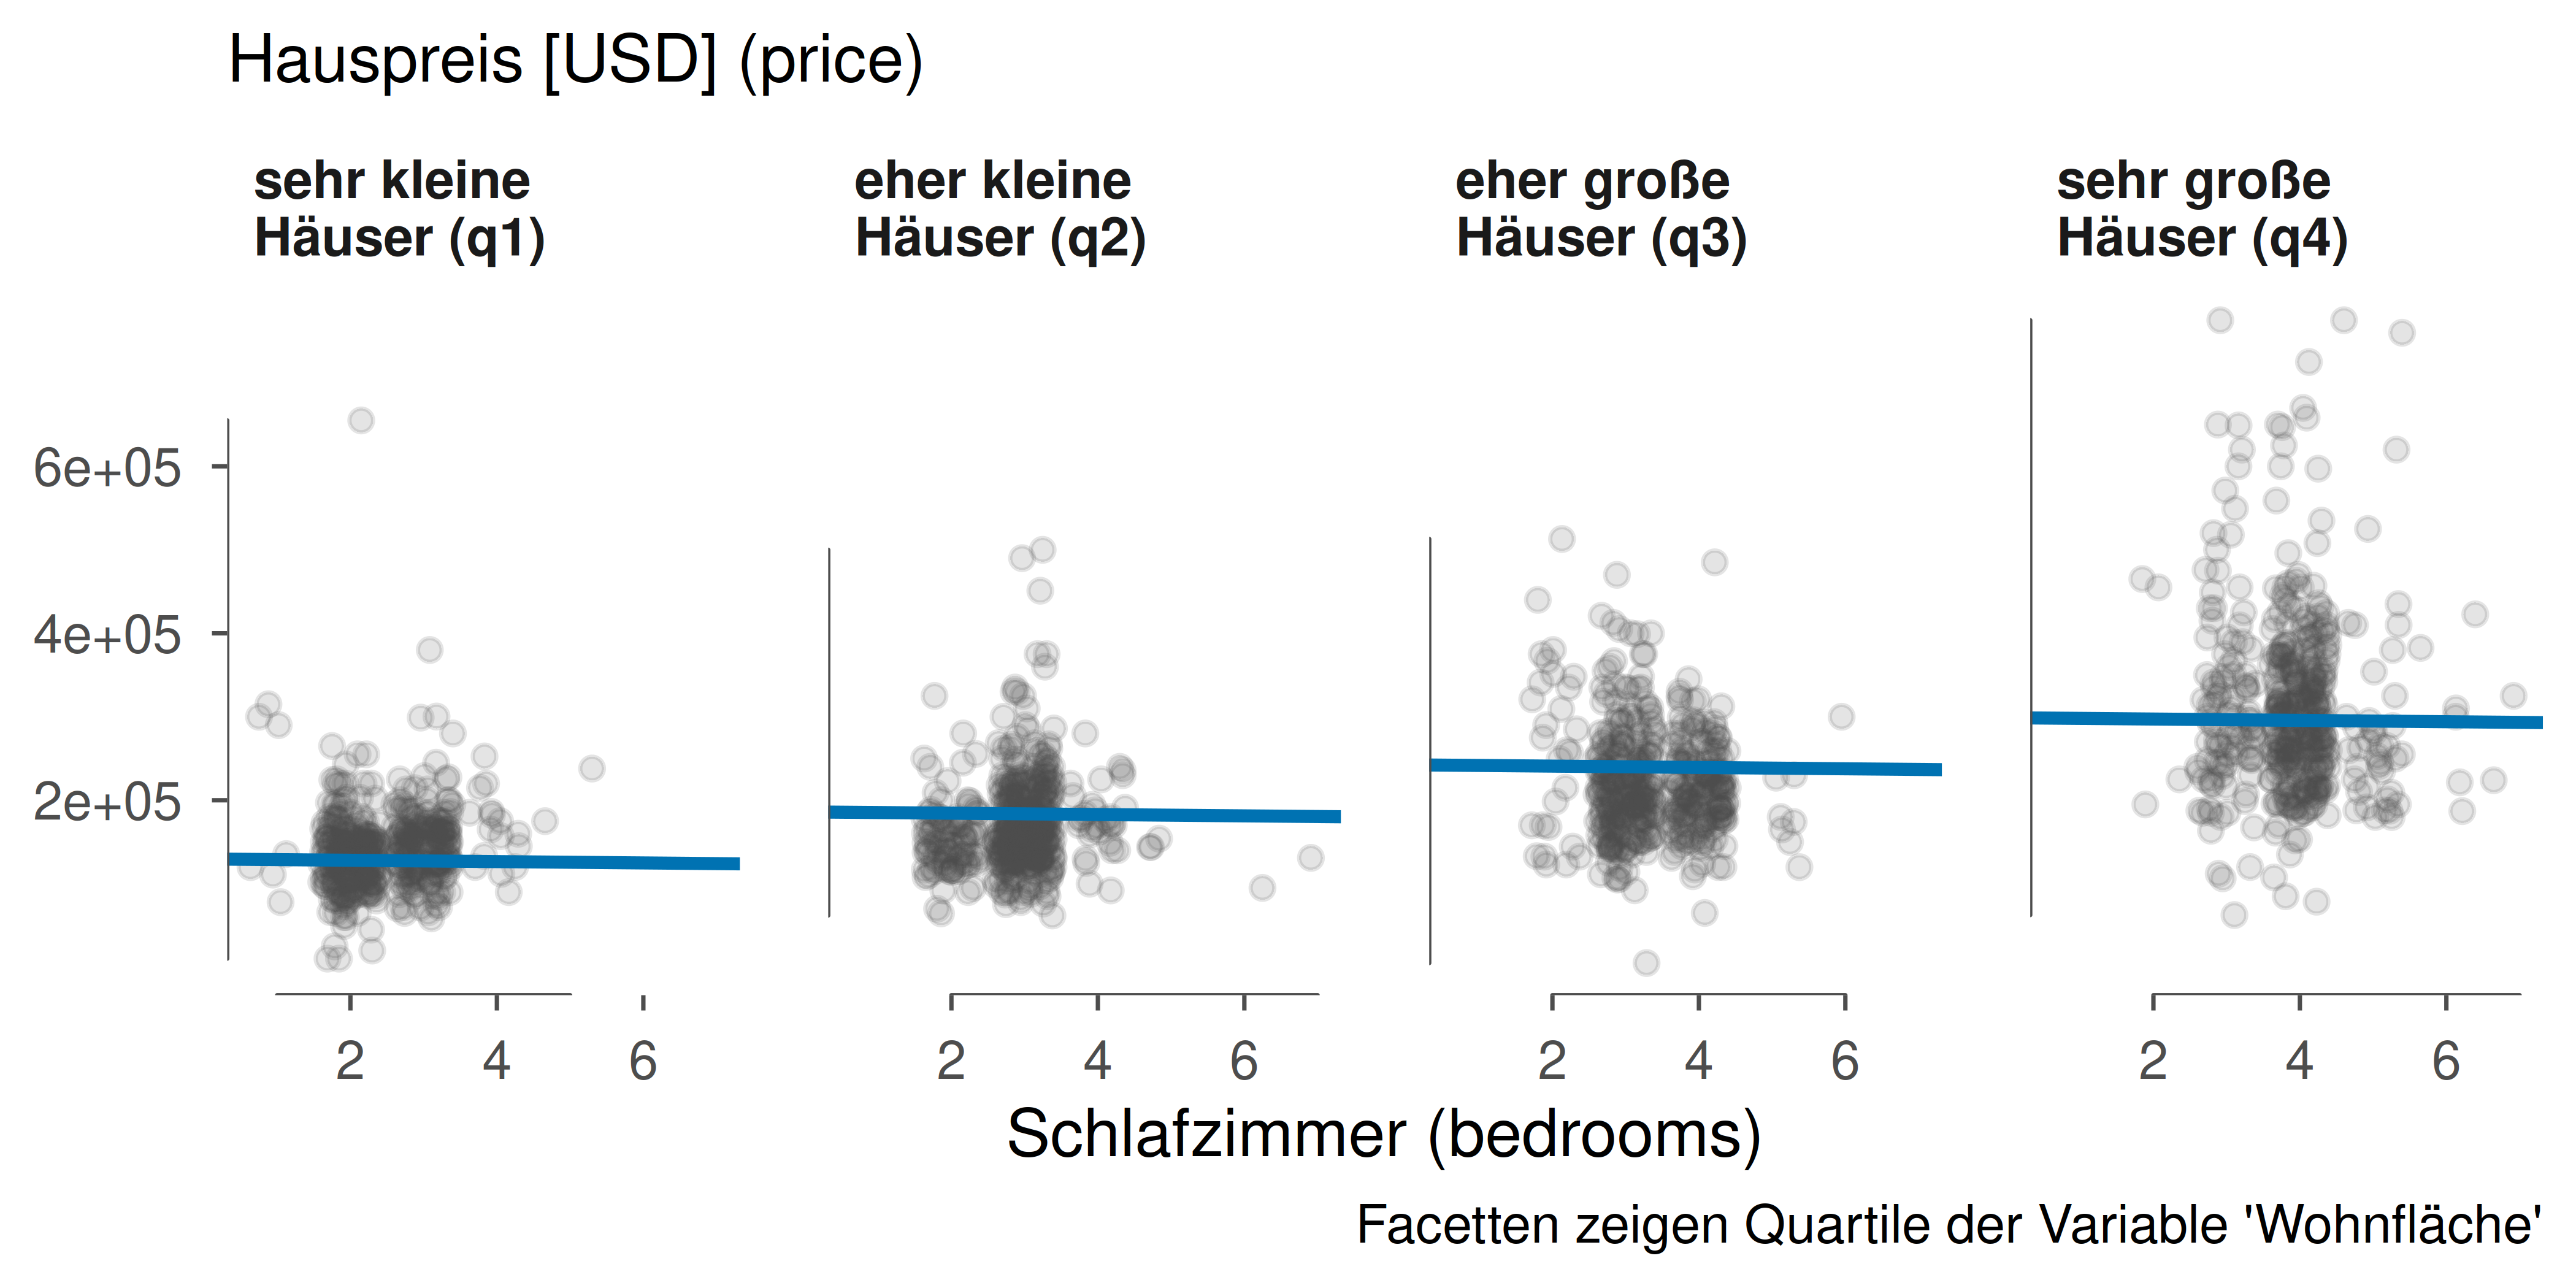 Hauspreis [USD] (price)
sehr kleine
Häuser (q1)
eher kleine
Häuser (q2)
eher große
Häuser (q3)
sehr große
Häuser (q4)
6e+05
4e+05
2e+05
2 4 6 2 4 6 2 4 6 2 4 6
Schlafzimmer (bedrooms)
Facetten zeigen Quartile der Variable 'Wohnfläche'